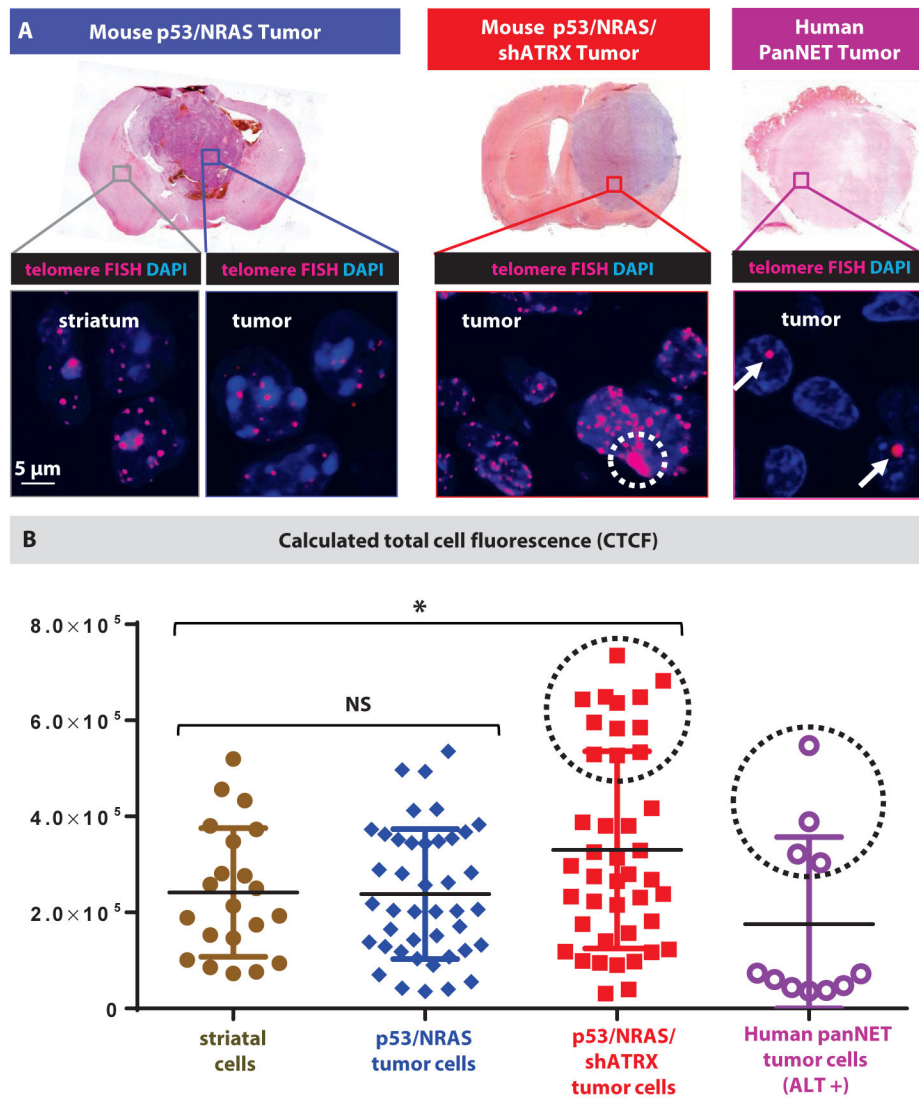 A
Mouse p53/NRAS Tumor
Mouse p53/NRAS/
shATRX Tumor
Human
PanNET Tumor
telomere FISH DAPI
telomere FISH DAPI
telomere FISH DAPI
telomere FISH DAPI
striatum
tumor
tumor
tumor
5 μm
B
Calculated total cell fluorescence (CTCF)
*
8.0×10⁵
NS
6.0×10⁵
4.0×10⁵
2.0×10⁵
0
striatal
cells
p53/NRAS
tumor cells
p53/NRAS/
shATRX
tumor cells
Human panNET
tumor cells
(ALT +)